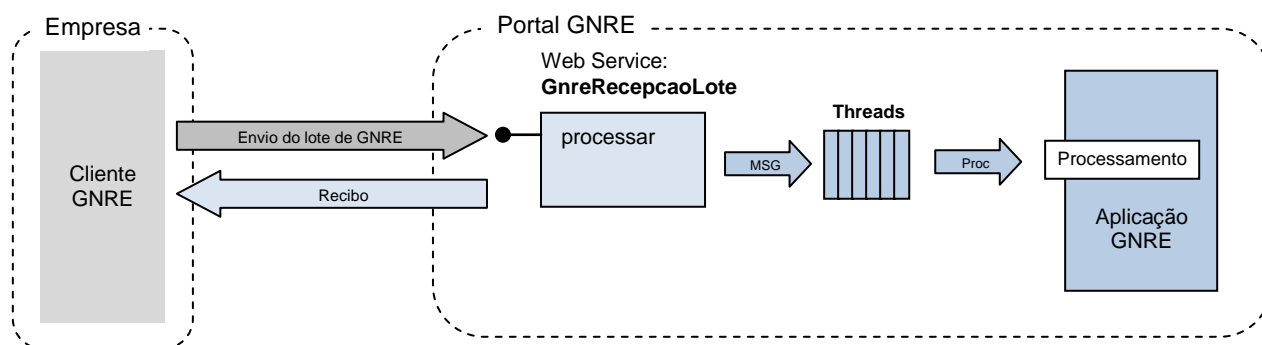 Empresa
Portal GNRE
Web Service:
GnreRecepcaoLote
Threads
Envio do lote de GNRE
processar
Cliente
GNRE
MSG
Proc
Processamento
Recibo
Aplicação
GNRE